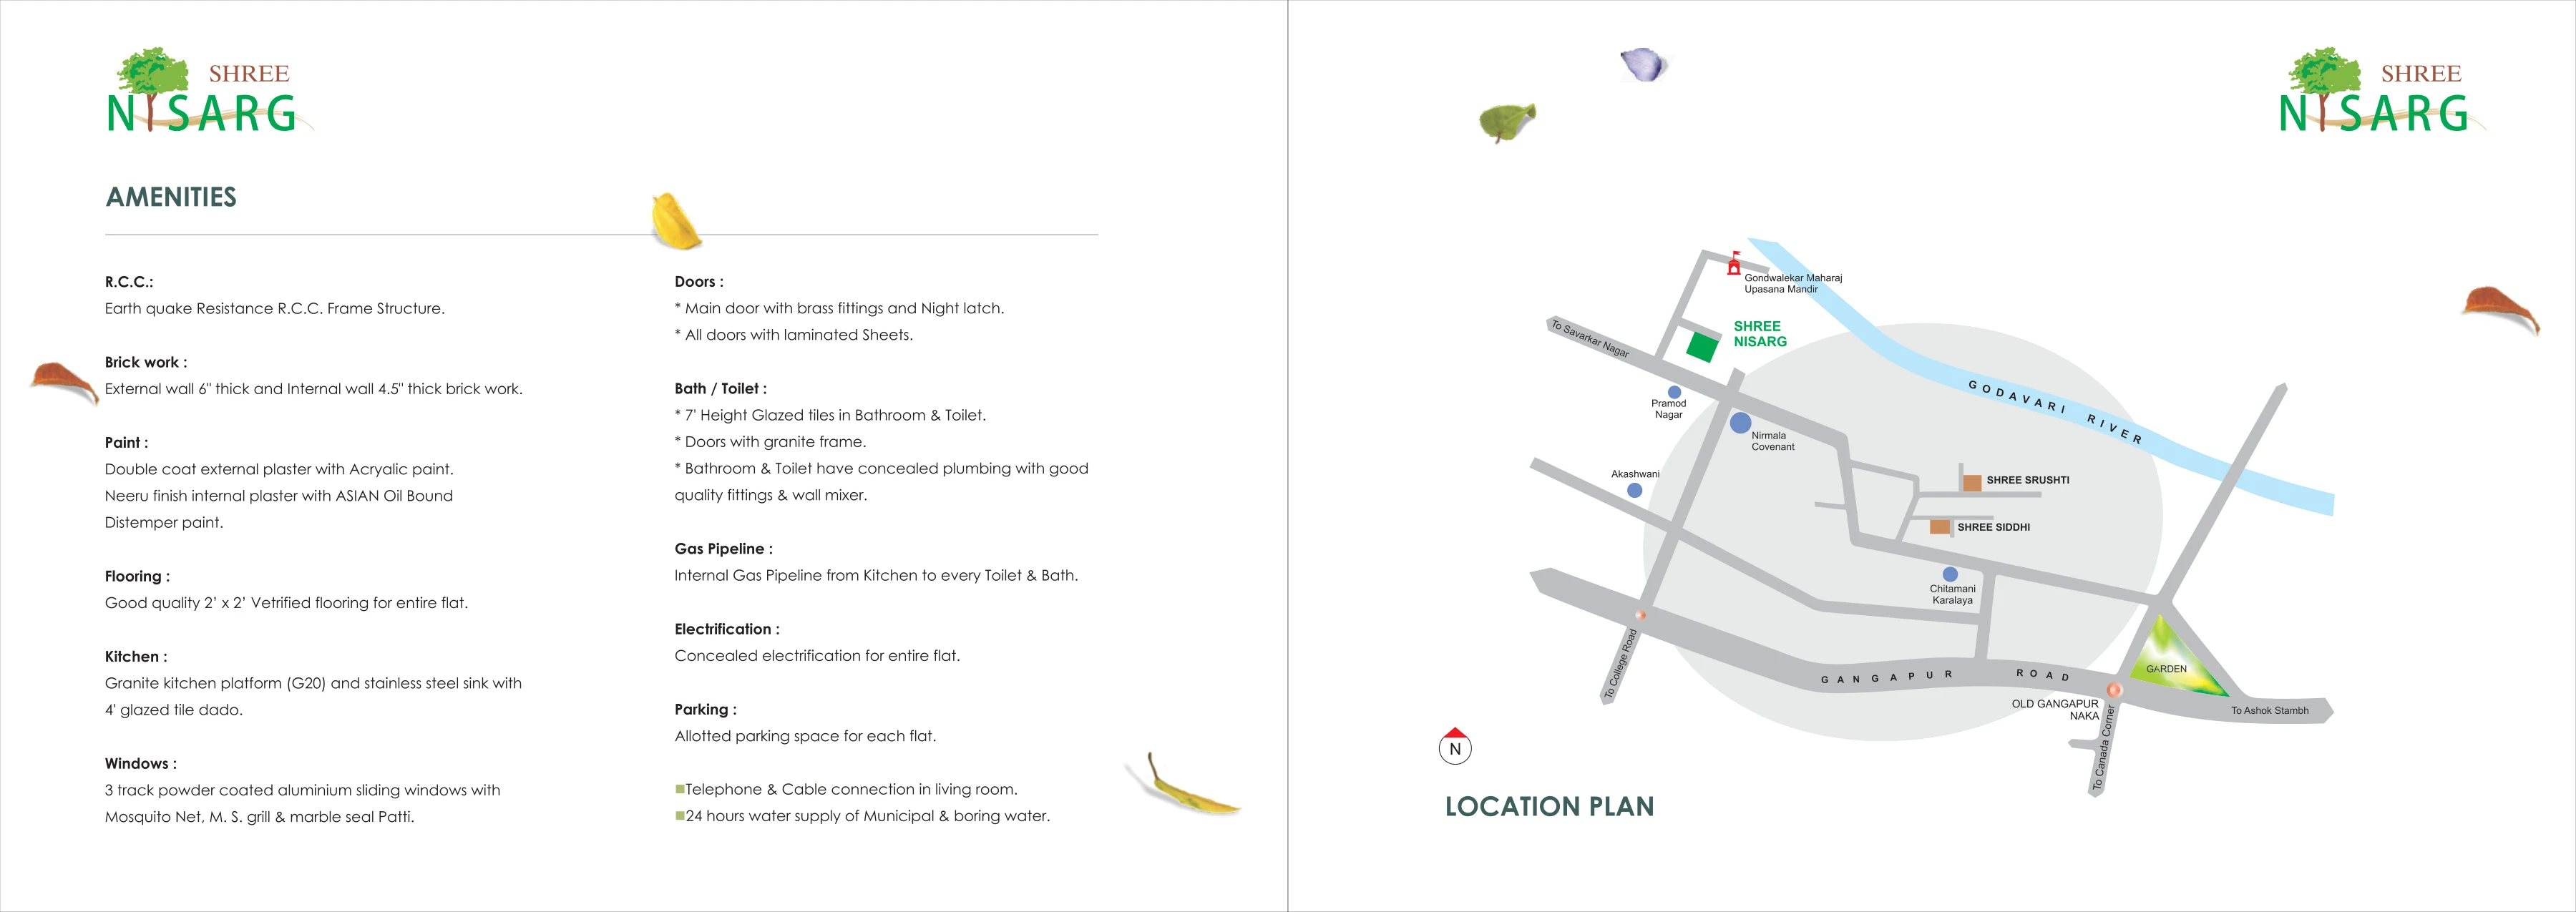 SHREE
NISARG
AMENITIES
R.C.C.:
Earth quake Resistance R.C.C. Frame Structure.
Brick work :
External wall 6" thick and Internal wall 4.5" thick brick work.
Paint :
Double coat external plaster with Acryalic paint.
Neeru finish internal plaster with ASIAN Oil Bound
Distemper paint.
Flooring :
Good quality 2' x 2' Vetrified flooring for entire flat.
Kitchen :
Granite kitchen platform (G20) and stainless steel sink with
4' glazed tile dado.
Windows :
3 track powder coated aluminium sliding windows with
Mosquito Net, M. S. grill & marble seal Patti.
Doors :
* Main door with brass fittings and Night latch.
* All doors with laminated Sheets.
Bath / Toilet :
* 7' Height Glazed tiles in Bathroom & Toilet.
* Doors with granite frame.
* Bathroom & Toilet have concealed plumbing with good
quality fittings & wall mixer.
Gas Pipeline :
Internal Gas Pipeline from Kitchen to every Toilet & Bath.
Electrification :
Concealed electrification for entire flat.
Parking :
Allotted parking space for each flat.
Telephone & Cable connection in living room.
24 hours water supply of Municipal & boring water.
SHREE
NISARG
Gondwalekar Maharaj
Upasana Mandir
SHREE
NISARG
To Savarkar Nagar
GODAVARI RIVER
Pramod
Nagar
Nirmala
Covenant
Akashwani
SHREE SRUSHTI
SHREE SIDDHI
Chitamani
Karalaya
To College Road
GANGAPUR ROAD
GARDEN
OLD GANGAPUR
NAKA
To Ashok Stambh
To Canada Corner
N
LOCATION PLAN